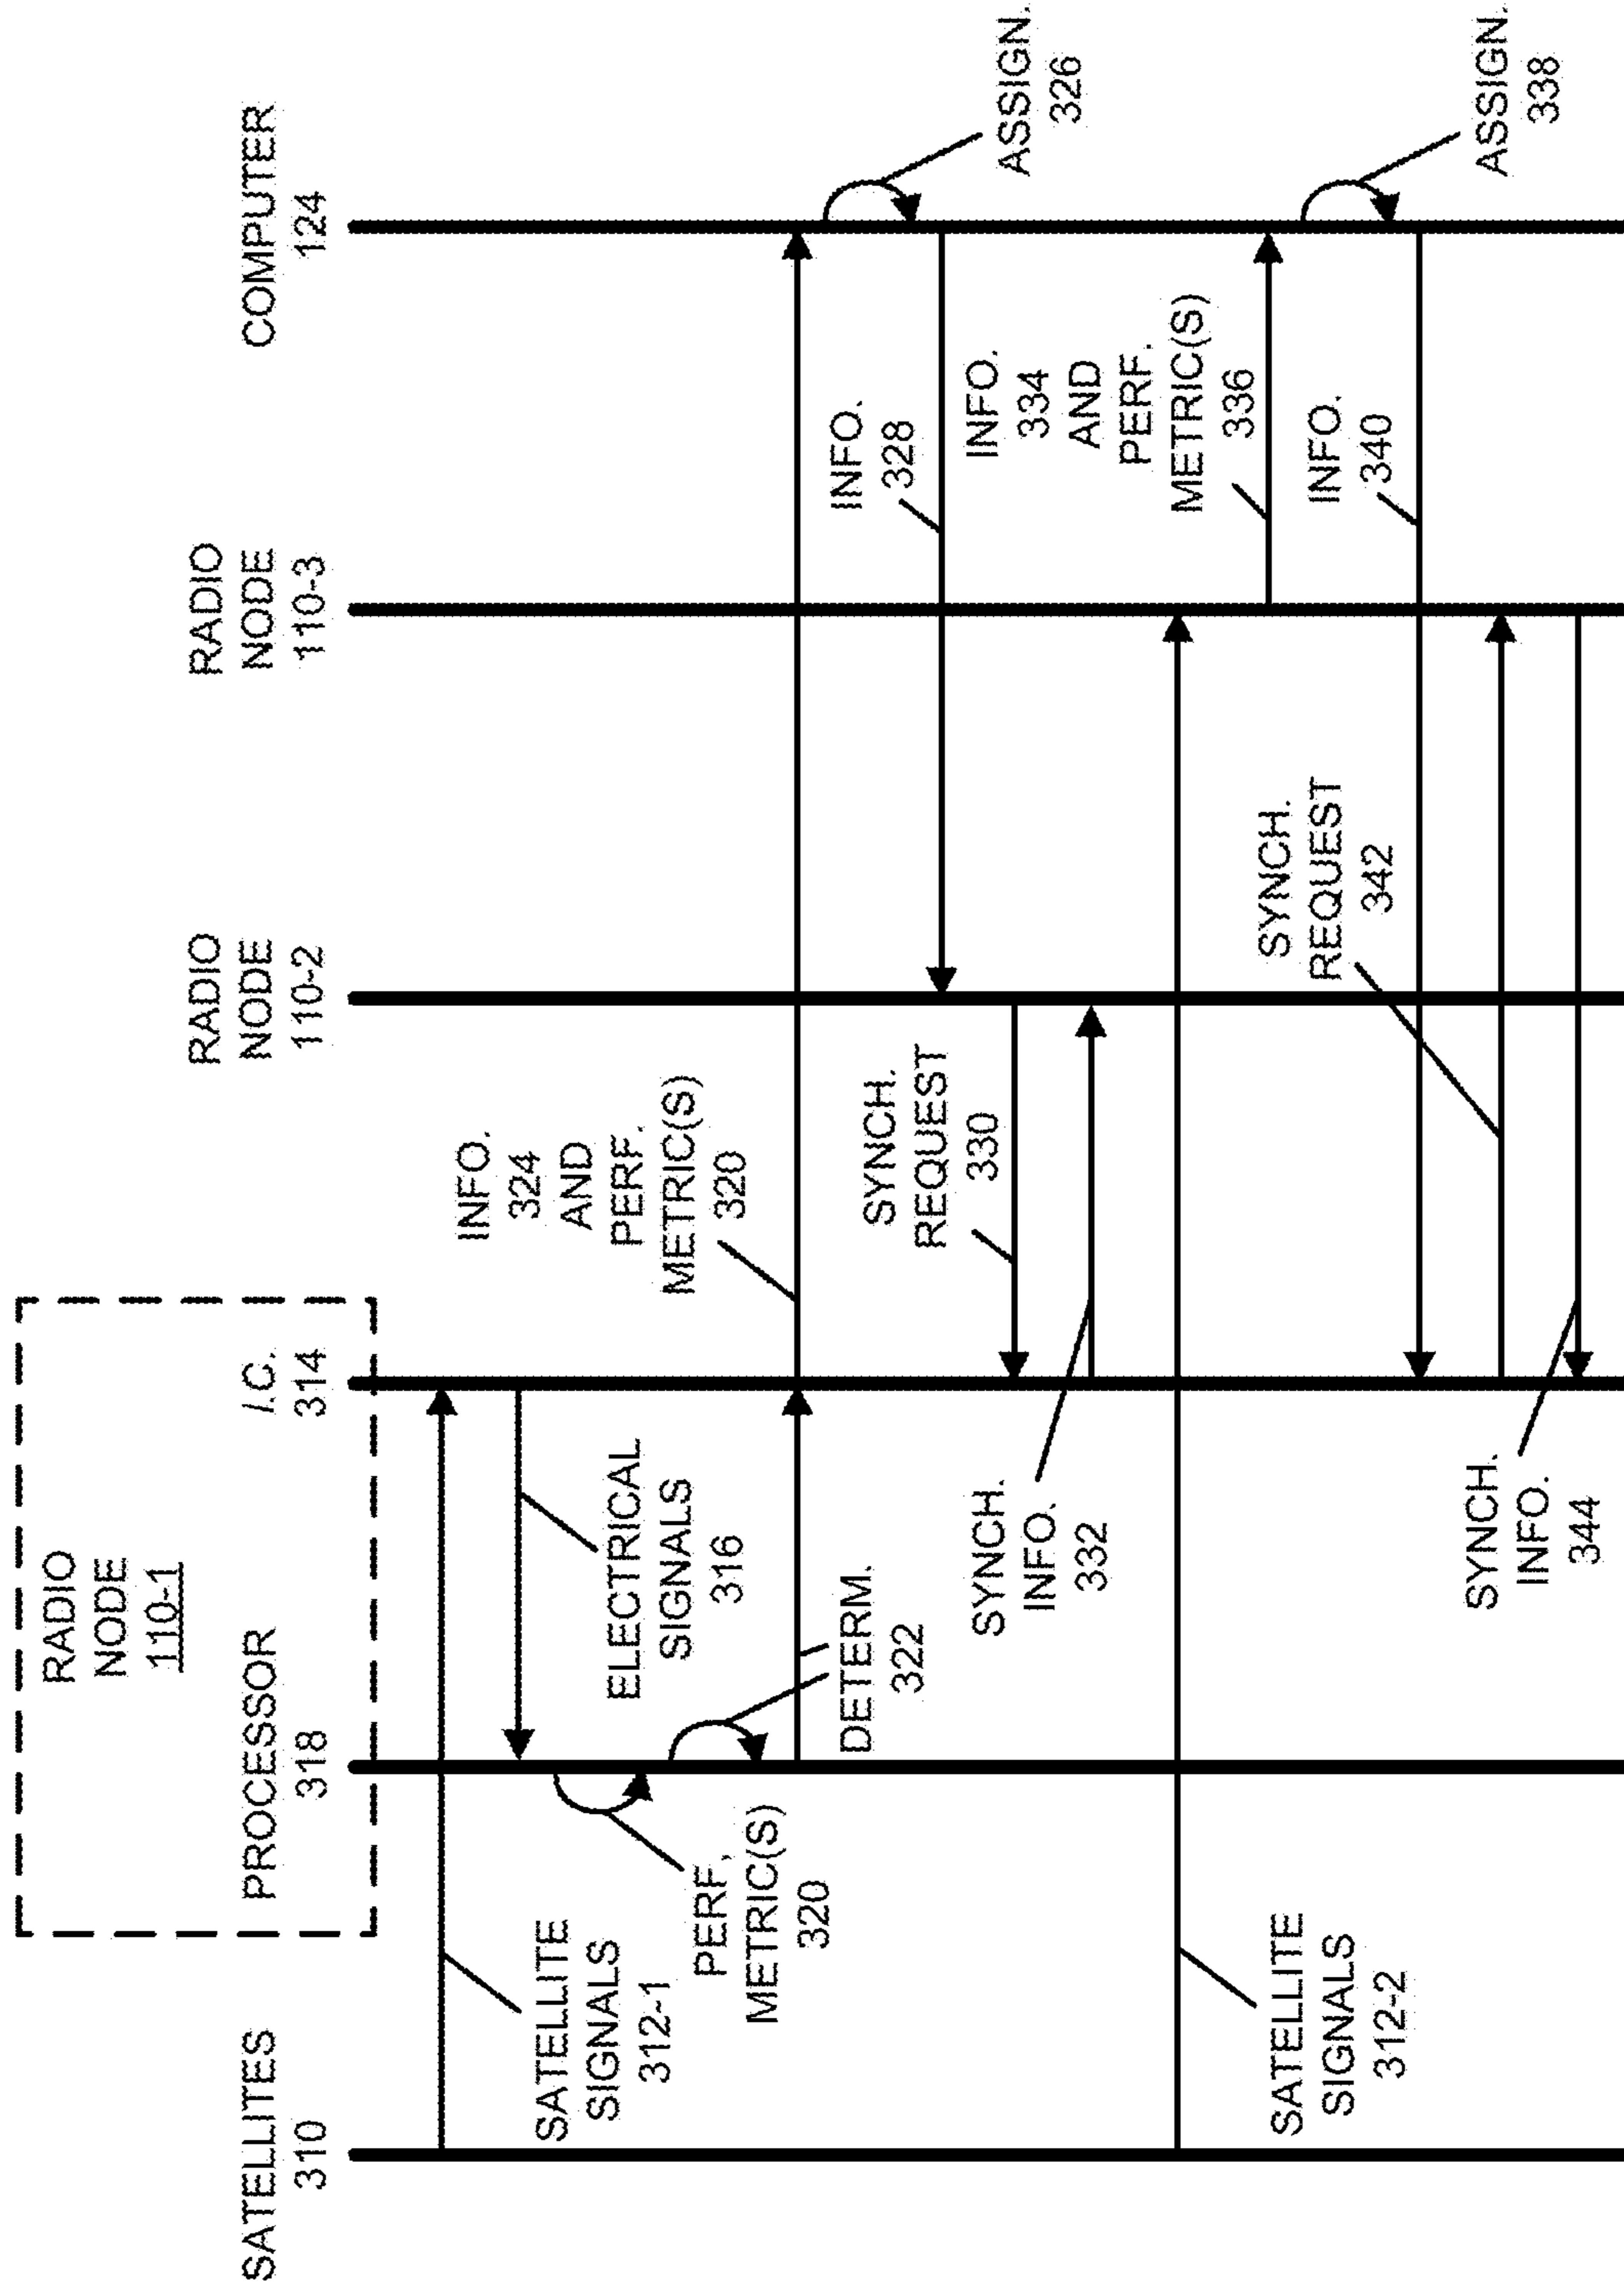 RADIO
NODE
110-1
SATELLITES
310
PROCESSOR
318
I.C.
314
RADIO
NODE
110-2
RADIO
NODE
110-3
COMPUTER
124
SATELLITE
SIGNALS
312-1
ELECTRICAL
SIGNALS
316
PERF.
METRIC(S)
320
DETERM.
322
INFO.
324
AND
PERF.
METRIC(S)
320
ASSIGN.
326
INFO.
328
SYNCH.
REQUEST
330
SYNCH.
INFO.
332
SATELLITE
SIGNALS
312-2
INFO.
334
AND
PERF.
METRIC(S)
336
ASSIGN.
338
INFO.
340
SYNCH.
REQUEST
342
SYNCH.
INFO.
344